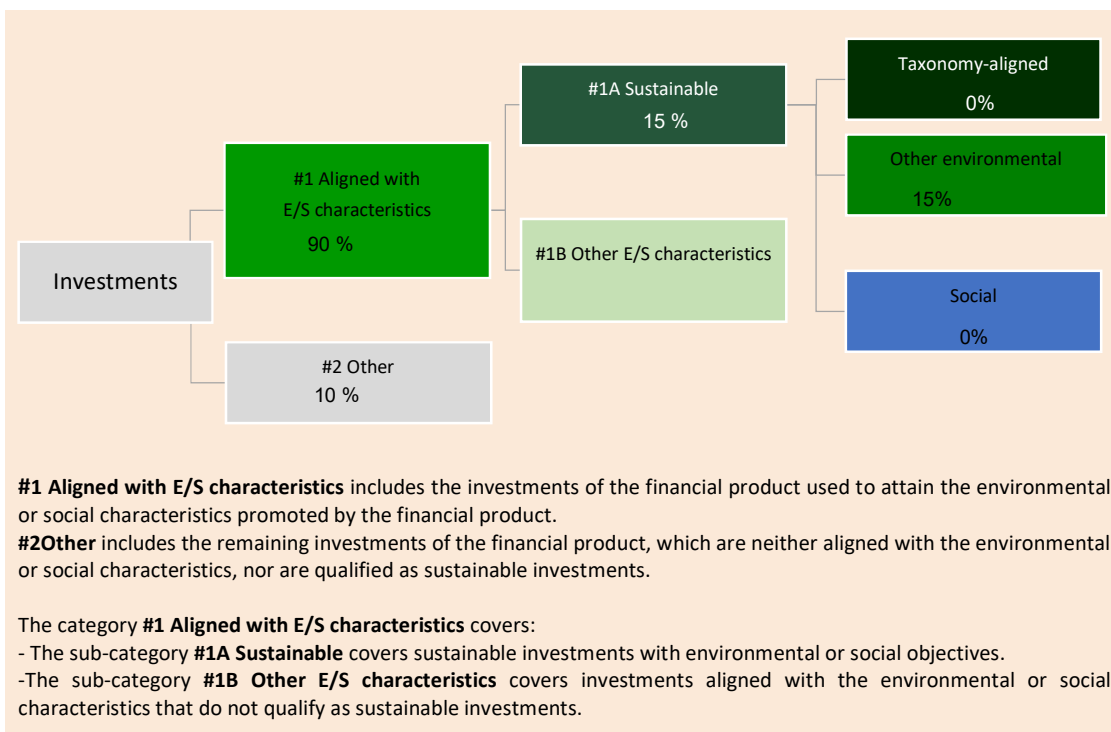 Investments
#1 Aligned with
E/S characteristics
90 %
#2 Other
10 %
#1A Sustainable
15 %
#1B Other E/S characteristics
Taxonomy-aligned
0%
Other environmental
15%
Social
0%
#1 Aligned with E/S characteristics includes the investments of the financial product used to attain the environmental
or social characteristics promoted by the financial product.
#2Other includes the remaining investments of the financial product, which are neither aligned with the environmental
or social characteristics, nor are qualified as sustainable investments.
The category #1 Aligned with E/S characteristics covers:
- The sub-category #1A Sustainable covers sustainable investments with environmental or social objectives.
-The sub-category #1B Other E/S characteristics covers investments aligned with the environmental or social
characteristics that do not qualify as sustainable investments.